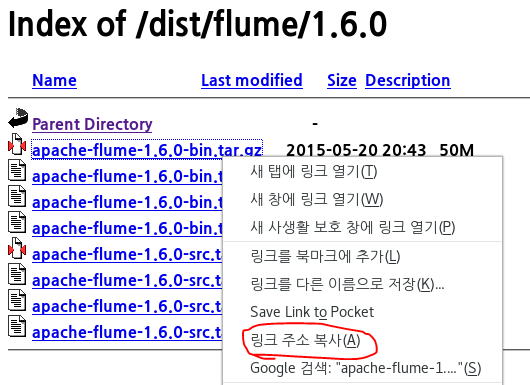 Index of /dist/flume/1.6.0
Name Last modified Size Description
Parent Directory -
apache-flume-1.6.0-bin.tar.gz 2015-05-20 20:43 50M
apache-flume-1.6.0-bin.t
apache-flume-1.6.0-bin.t
apache-flume-1.6.0-bin.t
apache-flume-1.6.0-src.ta
apache-flume-1.6.0-src.ta
apache-flume-1.6.0-src.ta
apache-flume-1.6.0-src.ta
새 탭에 링크 열기(T)
새 창에 링크 열기(W)
새 사생활 보호 창에 링크 열기(P)
링크를 북마크에 추가(L)
링크를 다른 이름으로 저장(K)...
Save Link to Pocket
링크 주소 복사(A)
Google 검색: "apache-flume-1...."(S)